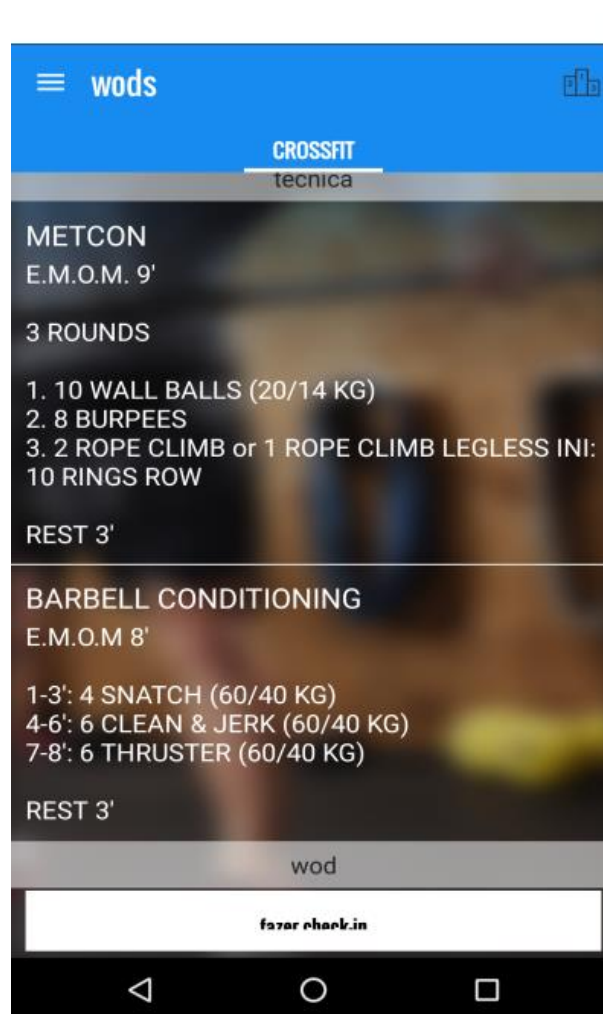 wods
CROSSFIT
tecnica
METCON
E.M.O.M. 9'
3 ROUNDS
1. 10 WALL BALLS (20/14 KG)
2. 8 BURPEES
3. 2 ROPE CLIMB or 1 ROPE CLIMB LEGLESS INI:
10 RINGS ROW
REST 3'
BARBELL CONDITIONING
E.M.O.M 8'
1-3': 4 SNATCH (60/40 KG)
4-6': 6 CLEAN & JERK (60/40 KG)
7-8': 6 THRUSTER (60/40 KG)
REST 3'
wod
fazer check-in